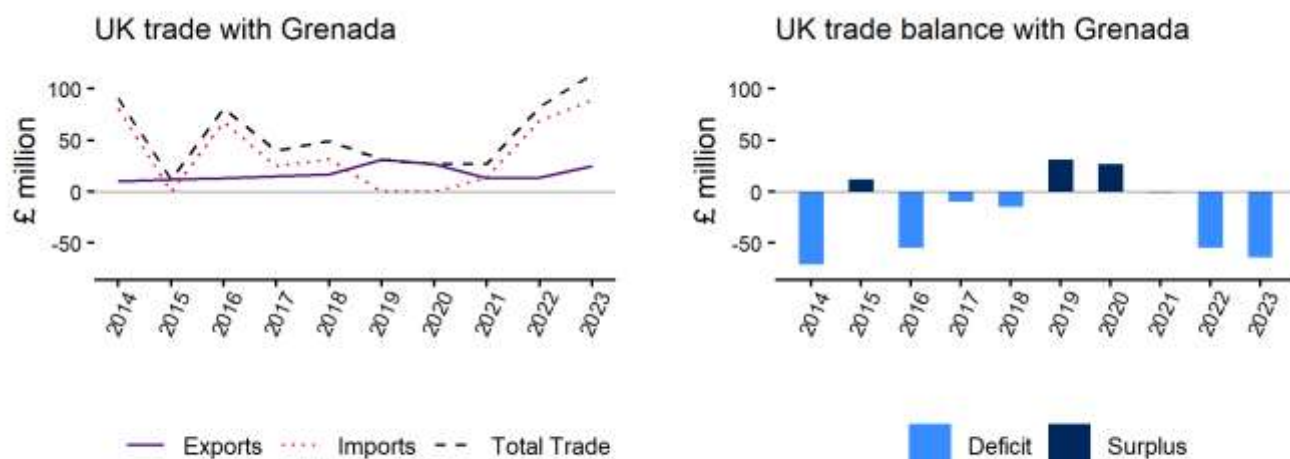 UK trade with Grenada
£ million
100
50
0
-50
2014 2015 2016 2017 2018 2019 2020 2021 2022 2023
Exports Imports Total Trade
UK trade balance with Grenada
£ million
100
50
0
-50
2014 2015 2016 2017 2018 2019 2020 2021 2022 2023
Deficit Surplus